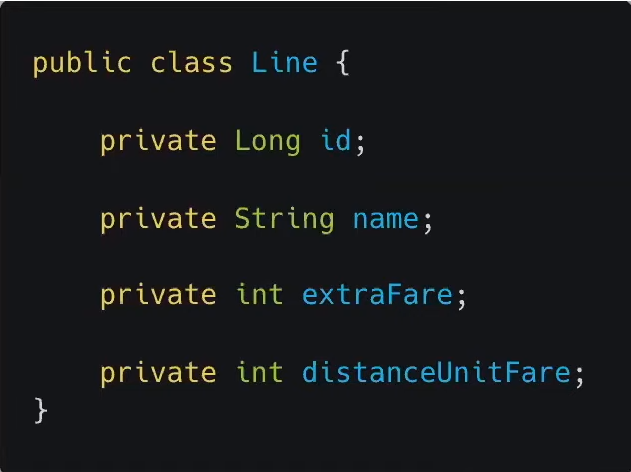 public class Line {
    private Long id;
    private String name;
    private int extraFare;
    private int distanceUnitFare;
}